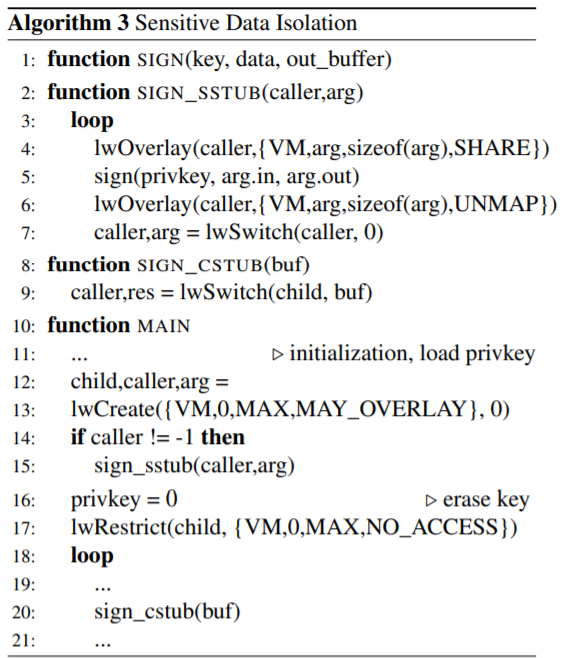 Algorithm 3 Sensitive Data Isolation
1: function SIGN(key, data, out_buffer)
2: function SIGN_SSTUB(caller,arg)
3: loop
4: lwOverlay(caller,{VM,arg,sizeof(arg),SHARE})
5: sign(privkey, arg.in, arg.out)
6: lwOverlay(caller,{VM,arg,sizeof(arg),UNMAP})
7: caller,arg = lwSwitch(caller, 0)
8: function SIGN_CSTUB(buf)
9: caller,res = lwSwitch(child, buf)
10: function MAIN
11: ... ▷ initialization, load privkey
12: child,caller,arg =
13: lwCreate({VM,0,MAX,MAY_OVERLAY}, 0)
14: if caller != -1 then
15: sign_sstub(caller,arg)
16: privkey = 0 ▷ erase key
17: lwRestrict(child, {VM,0,MAX,NO_ACCESS})
18: loop
19: ...
20: sign_cstub(buf)
21: ...